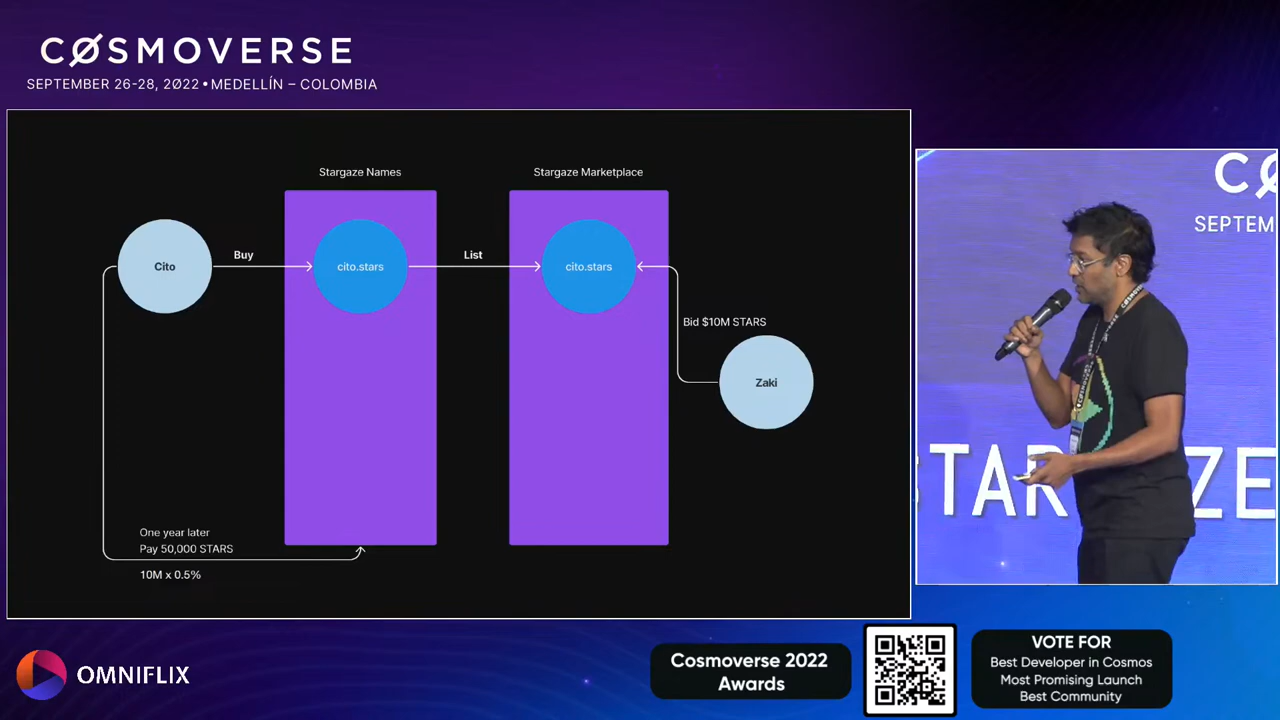 CØSMOVERSE
SEPTEMBER 26-28, 2022 • MEDELLÍN – COLOMBIA
Stargaze Names
Stargaze Marketplace
Cito
Buy
cito.stars
List
cito.stars
Bid $10M STARS
Zaki
One year later
Pay 50,000 STARS
10M x 0.5%
CØ
SEPTEM
STAR
ZE
OMNIFLIX
Cosmoverse 2022
Awards
VOTE FOR
Best Developer in Cosmos
Most Promising Launch
Best Community